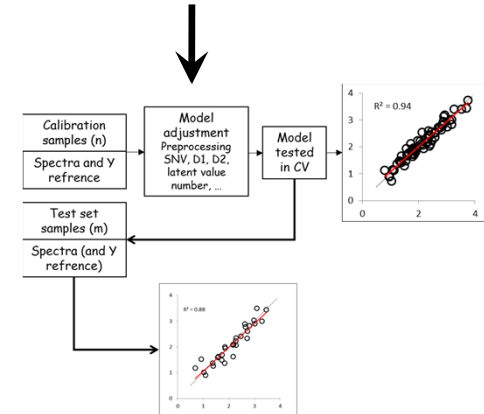 Calibration
samples (n)
Spectra and Y
refrence
Model
adjustment
Preprocessing
SNV, D1, D2,
latent value
number, ...
Model
tested
in CV
4
3
2
1
0
R² = 0.94
0
2
4
Test set
samples (m)
Spectra (and Y
refrence)
4
3
2
1
0
R² = 0.88
0
1
2
3
4